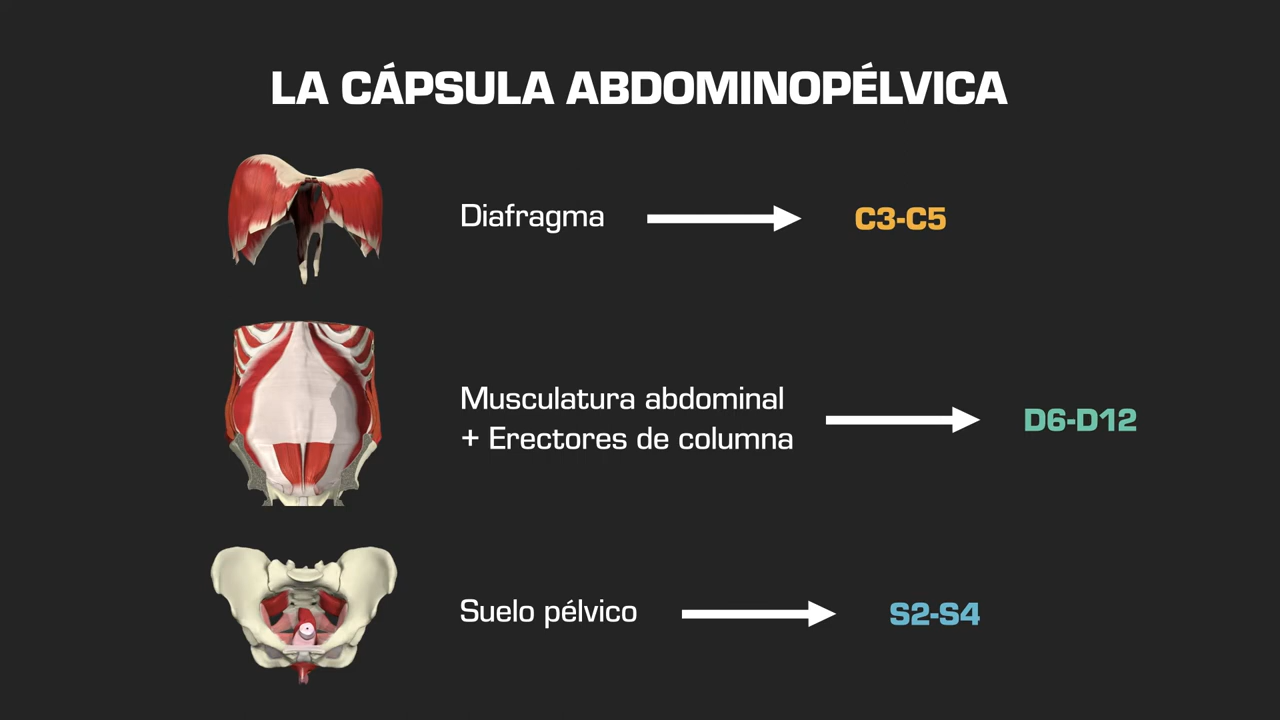 LA CÁPSULA ABDOMINOPÉLVICA
Diafragma
C3-C5
Musculatura abdominal
+ Erectores de columna
D6-D12
Suelo pélvico
S2-S4